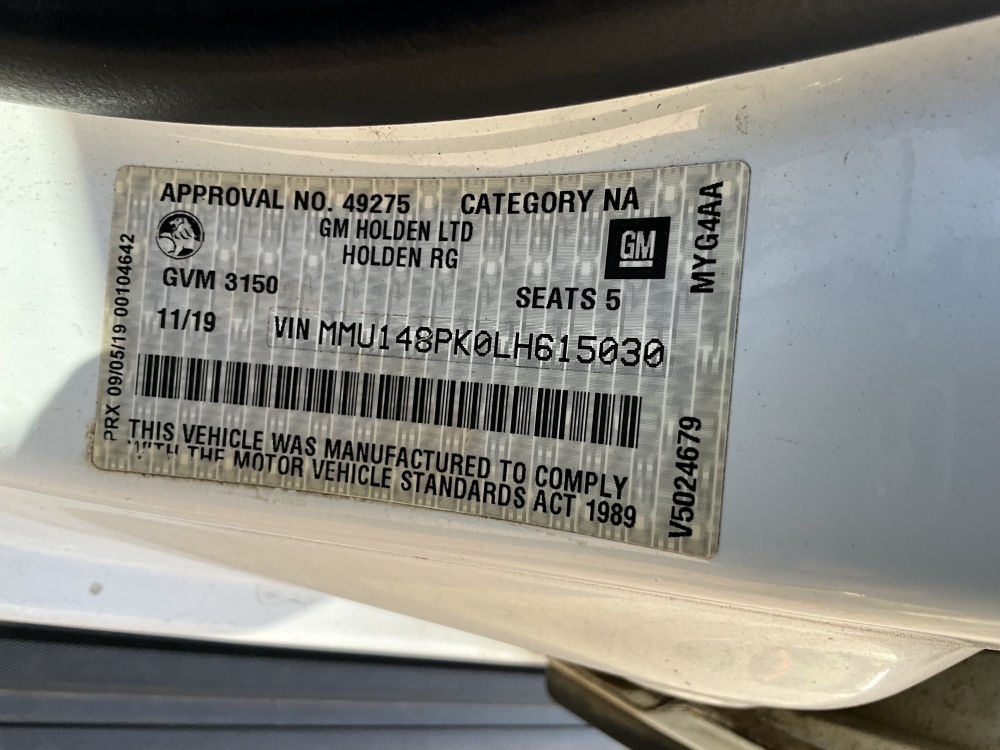 APPROVAL NO. 49275 CATEGORY NA
GM HOLDEN LTD
HOLDEN RG
GM
GVM 3150
SEATS 5
11/19
VIN MMU148PK0LH615030
THIS VEHICLE WAS MANUFACTURED TO COMPLY
WITH THE MOTOR VEHICLE STANDARDS ACT 1989
PRX 09/05/19 00104642
MYG4AA
V5024679